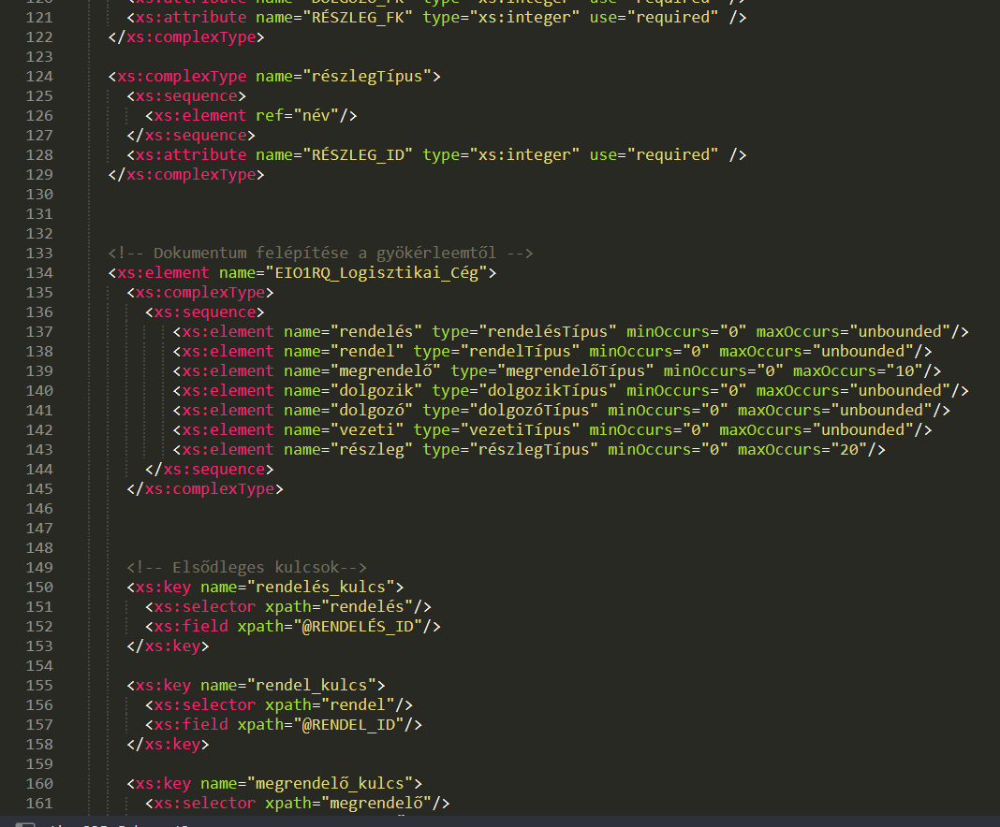 120 <xs:attribute name="DOLGOZÓ_FK" type="xs:integer" use="required" />
121 <xs:attribute name="RÉSZLEG_FK" type="xs:integer" use="required" />
122 </xs:complexType>
123
124 <xs:complexType name="részlegTípus">
125 <xs:sequence>
126 <xs:element ref="név"/>
127 </xs:sequence>
128 <xs:attribute name="RÉSZLEG_ID" type="xs:integer" use="required" />
129 </xs:complexType>
130
131
132
133 <!-- Dokumentum felépítése a gyökérleemtől -->
134 <xs:element name="EIO1RQ_Logisztikai_Cég">
135 <xs:complexType>
136 <xs:sequence>
137 <xs:element name="rendelés" type="rendelésTípus" minOccurs="0" maxOccurs="unbounded"/>
138 <xs:element name="rendel" type="rendelTípus" minOccurs="0" maxOccurs="unbounded"/>
139 <xs:element name="megrendelő" type="megrendelőTípus" minOccurs="0" maxOccurs="10"/>
140 <xs:element name="dolgozik" type="dolgozikTípus" minOccurs="0" maxOccurs="unbounded"/>
141 <xs:element name="dolgozó" type="dolgozóTípus" minOccurs="0" maxOccurs="unbounded"/>
142 <xs:element name="vezeti" type="vezetiTípus" minOccurs="0" maxOccurs="unbounded"/>
143 <xs:element name="részleg" type="részlegTípus" minOccurs="0" maxOccurs="20"/>
144 </xs:sequence>
145 </xs:complexType>
146
147
148
149 <!-- Elsődleges kulcsok-->
150 <xs:key name="rendelés_kulcs">
151 <xs:selector xpath="rendelés"/>
152 <xs:field xpath="@RENDELÉS_ID"/>
153 </xs:key>
154
155 <xs:key name="rendel_kulcs">
156 <xs:selector xpath="rendel"/>
157 <xs:field xpath="@RENDEL_ID"/>
158 </xs:key>
159
160 <xs:key name="megrendelő_kulcs">
161 <xs:selector xpath="megrendelő"/>